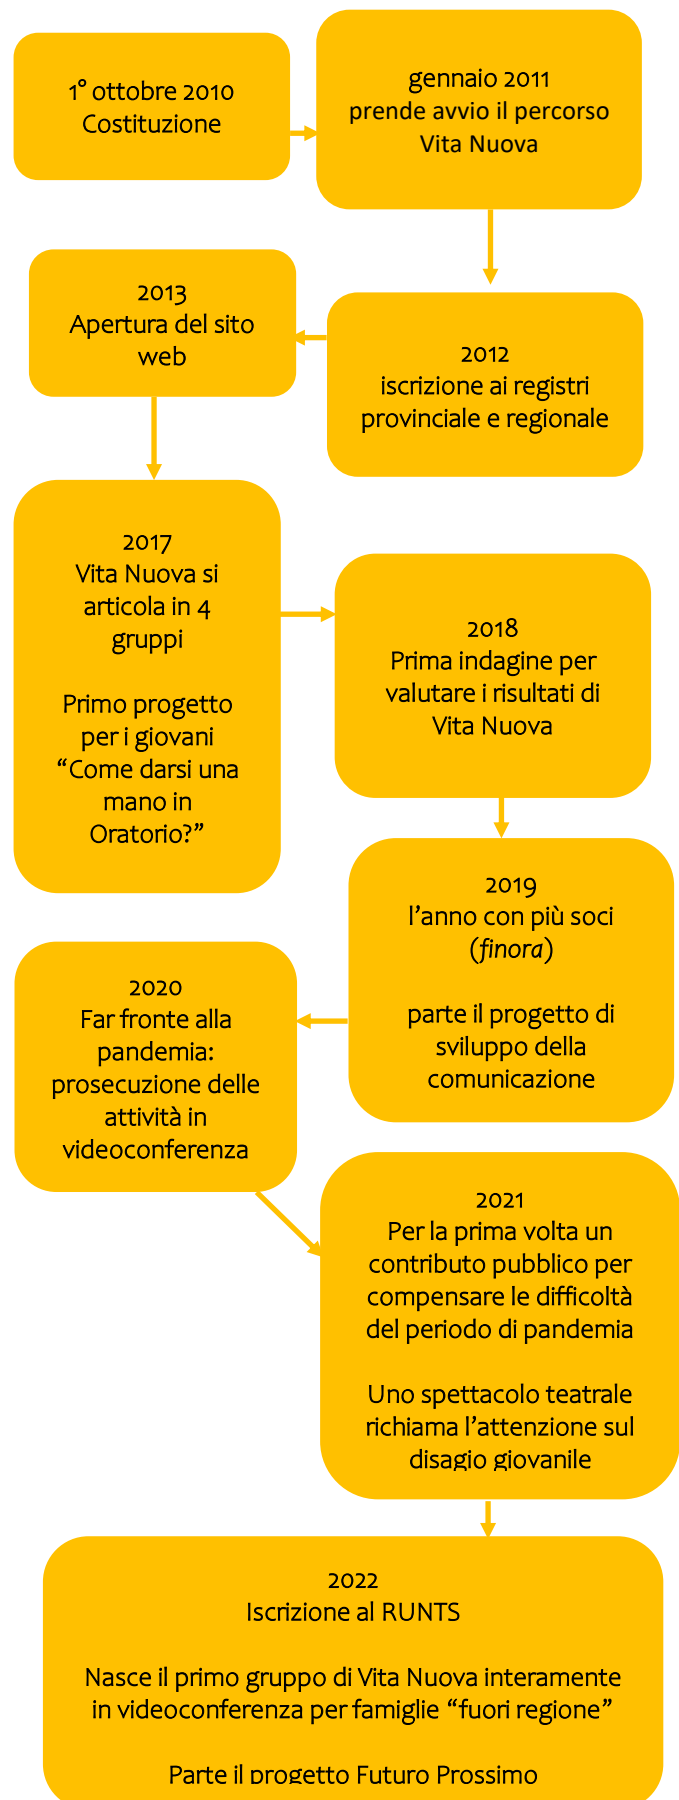 1° ottobre 2010
Costituzione
gennaio 2011
prende avvio il percorso
Vita Nuova
2012
iscrizione ai registri
provinciale e regionale
2013
Apertura del sito
web
2017
Vita Nuova si
articola in 4
gruppi
Primo progetto
per i giovani
“Come darsi una
mano in
Oratorio?”
2018
Prima indagine per
valutare i risultati di
Vita Nuova
2019
l’anno con più soci
(finora)
parte il progetto di
sviluppo della
comunicazione
2020
Far fronte alla
pandemia:
prosecuzione delle
attività in
videoconferenza
2021
Per la prima volta un
contributo pubblico per
compensare le difficoltà
del periodo di pandemia
Uno spettacolo teatrale
richiama l’attenzione sul
disagio giovanile
2022
Iscrizione al RUNTS
Nasce il primo gruppo di Vita Nuova interamente
in videoconferenza per famiglie “fuori regione”
Parte il progetto Futuro Prossimo